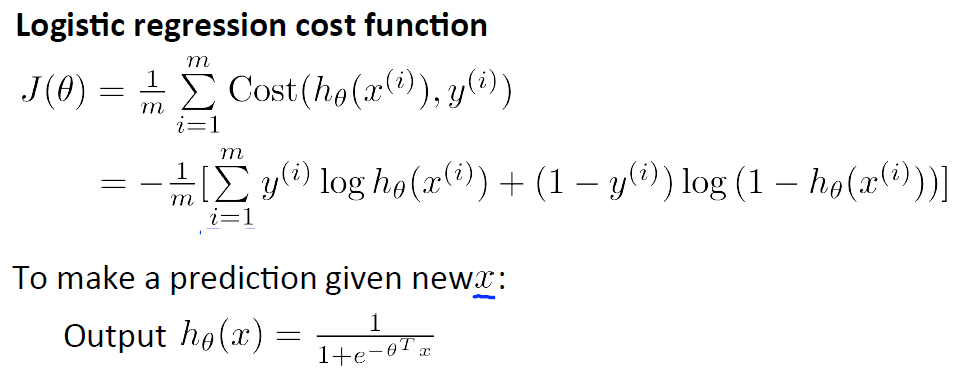 Logistic regression cost function
J(θ) = 1/m ∑_{i=1}^{m} Cost(h_θ(x^{(i)}), y^{(i)})
= −1/m [∑_{i=1}^{m} y^{(i)} log h_θ(x^{(i)}) + (1 − y^{(i)}) log (1 − h_θ(x^{(i)}))]
To make a prediction given new x:
Output h_θ(x) = 1/(1+e^{−θ^T x})